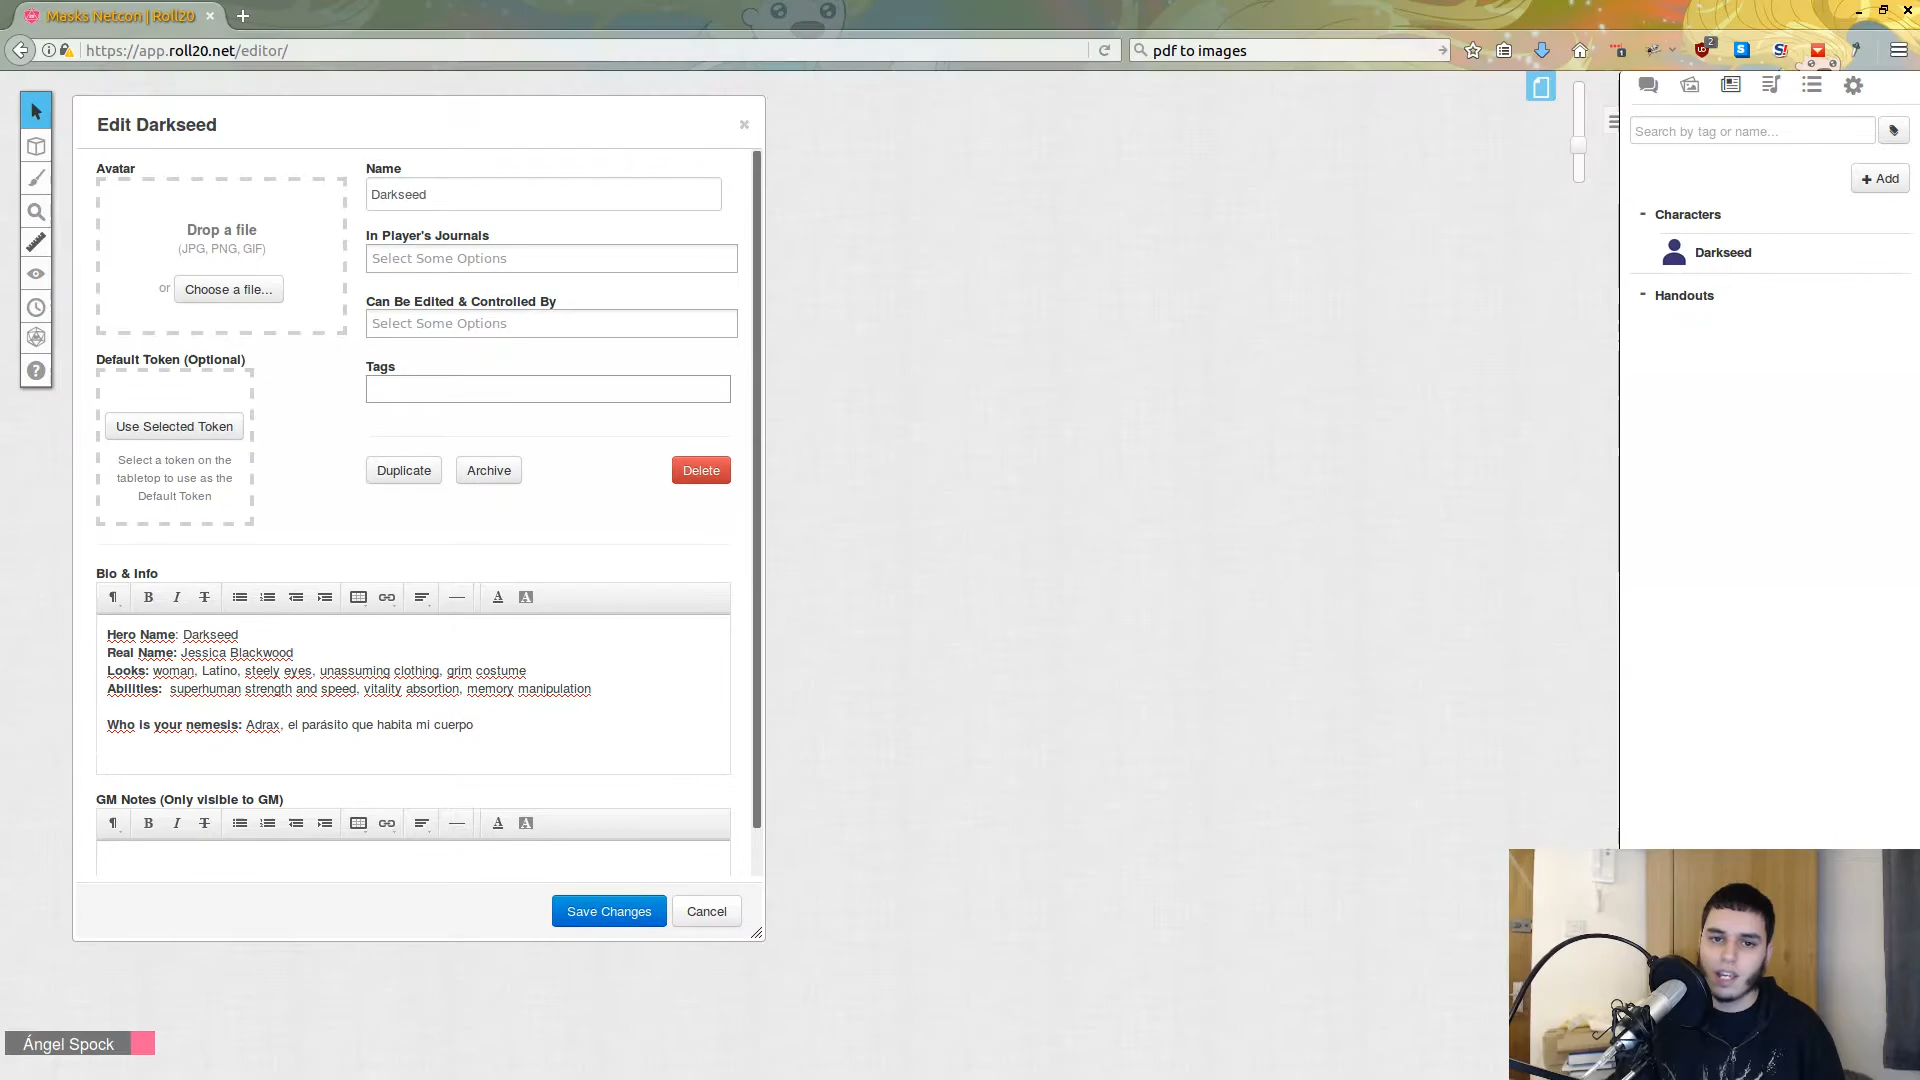 Masks Netcon | Roll20
https://app.roll20.net/editor/
pdf to images
2
Edit Darkseed
Avatar
Drop a file
(JPG, PNG, GIF)
or Choose a file...
Name
Darkseed
In Player's Journals
Select Some Options
Can Be Edited & Controlled By
Select Some Options
Default Token (Optional)
Use Selected Token
Select a token on the
tabletop to use as the
Default Token
Tags
Duplicate
Archive
Delete
Bio & Info
Hero Name: Darkseed
Real Name: Jessica Blackwood
Looks: woman, Latino, steely eyes, unassuming clothing, grim costume
Abilities: superhuman strength and speed, vitality absortion, memory manipulation
Who is your nemesis: Adrax, el parásito que habita mi cuerpo
GM Notes (Only visible to GM)
Save Changes
Cancel
Search by tag or name...
+ Add
- Characters
Darkseed
- Handouts
Ángel Spock